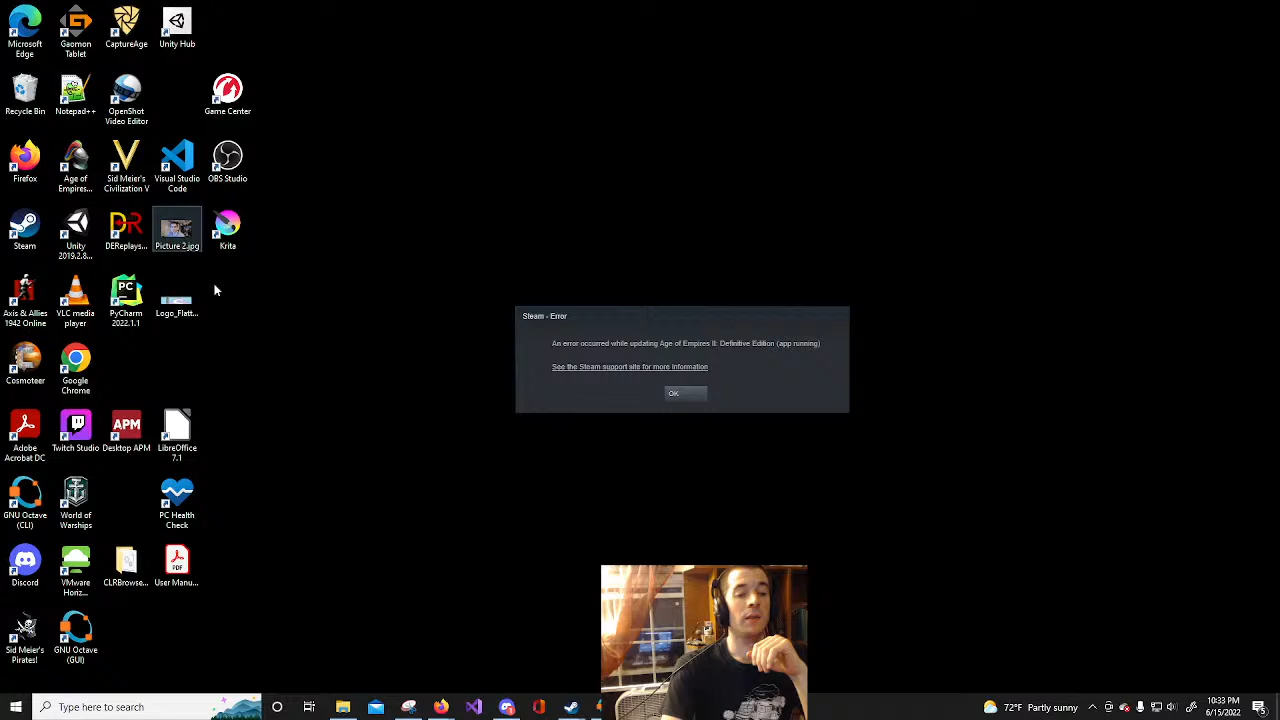 Microsoft
Edge
Gaomon
Tablet
CaptureAge
Unity Hub
Recycle Bin
Notepad++
OpenShot
Video Editor
Game Center
Firefox
Age of
Empires...
Sid Meier's
Civilization V
Visual Studio
Code
OBS Studio
Steam
Unity
2019.2.8...
DR
DEReplays...
Picture 2.jpg
Krita
Axis & Allies
1942 Online
VLC media
player
PC
PyCharm
2022.1.1
Logo_Flatt...
Steam - Error
An error occurred while updating Age of Empires II: Definitive Edition (app running)
See the Steam support site for more information
OK
Cosmoteer
Google
Chrome
Adobe
Acrobat DC
Twitch Studio
APM
Desktop APM
LibreOffice
7.1
GNU Octave
(CLI)
World of
Warships
PC Health
Check
Discord
VMware
Horiz...
CLRBrowse...
PDF
User Manu...
Sid Meier's
Pirates!
GNU Octave
(GUI)
Type here to search
72°F Partly sunny
10:33 PM
6/15/2022